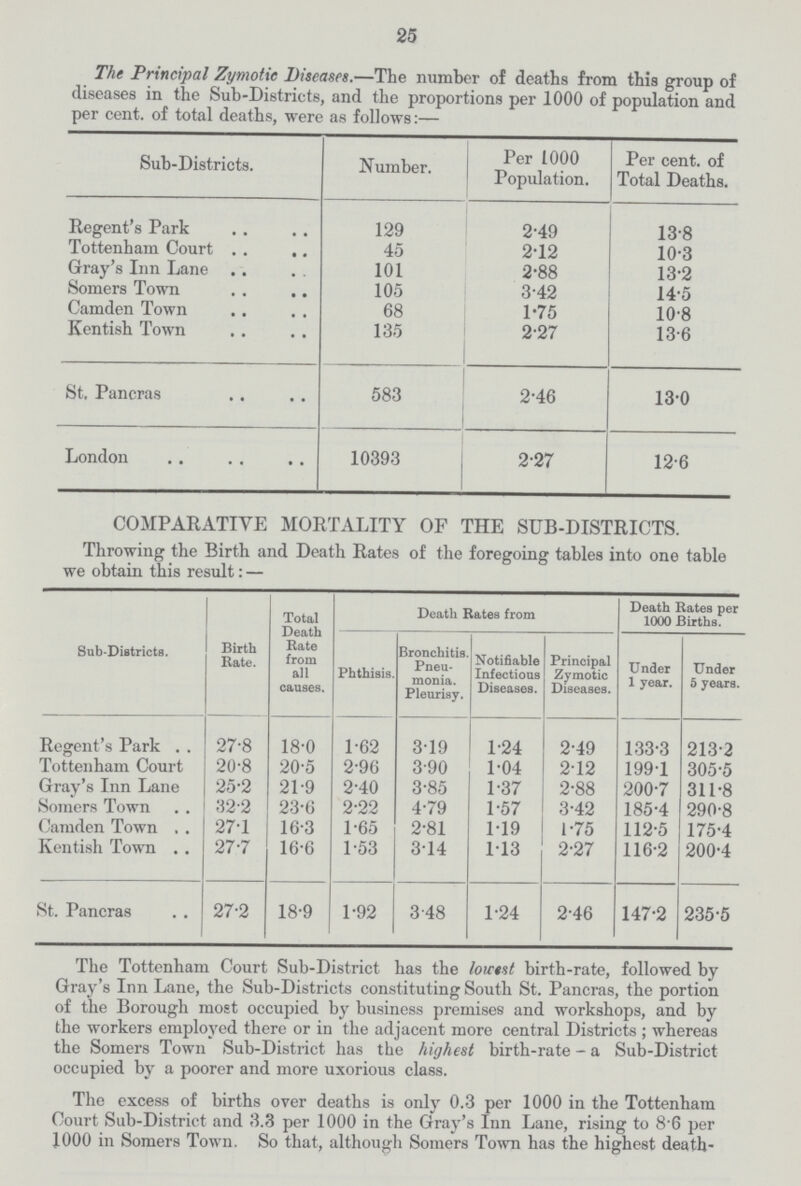 25
The Principal Zymotic Diseases.—The number of deaths from this group of
diseases in the Sub-Districts, and the proportions per 1000 of population and
per cent. of total deaths, were as follows:—
Sub-Districts. Number. Per 1000 Population. Per cent. of Total Deaths.
Regent's Park .. .. 129 2·49 13·8
Tottenham Court .. .. 45 2·12 10·3
Gray's Inn Lane .. .. 101 2·88 13·2
Somers Town .. .. 105 3·42 14·5
Camden Town .. .. 68 1·75 10·8
Kentish Town .. .. 135 2·27 13·6
St. Pancras .. .. 583 2·46 13·0
London .. .. .. 10393 2·27 12·6
COMPARATIVE MORTALITY OF THE SUB-DISTRICTS.
Throwing the Birth and Death Rates of the foregoing tables into one table
we obtain this result:—
Sub-Districts. Birth Rate. Total Death Rate from all causes. Death Rates from Death Rates per 1000 Births.
Phthisis. Bronchitis. Pneumonia. Pleurisy. Notifiable Infectious Diseases. Principal Zymotic Diseases. Under 1 year. Under 5 years.
Regent's Park .. 27·8 18·0 1·62 3·19 1·24 2·49 133·3 213·2
Tottenham Court 20·8 20·5 2·96 3·90 1·04 2·12 199·1 305·5
Gray's Inn Lane 25·2 21·9 2·40 3·85 1·37 2·88 200·7 311·8
Somers Town .. 32·2 23·6 2·22 4·79 1·57 3·42 185·4 290·8
Camden Town .. 27·1 16·3 1·65 2·81 1·19 1·75 112·5 175·4
Kentish Town .. 27·7 16·6 1·53 3·14 1·13 2·27 116·2 200·4
St. Pancras .. 27·2 18·9 1·92 3·48 1·24 2·46 147·2 235·5
The Tottenham Court Sub-District has the lowest birth-rate, followed by
Gray's Inn Lane, the Sub-Districts constituting South St. Pancras, the portion
of the Borough most occupied by business premises and workshops, and by
the workers employed there or in the adjacent more central Districts; whereas
the Somers Town Sub-District has the highest birth-rate – a Sub-District
occupied by a poorer and more uxorious class.
The excess of births over deaths is only 0.3 per 1000 in the Tottenham
Court Sub-District and 3.3 per 1000 in the Gray's Inn Lane, rising to 8·6 per
1000 in Somers Town. So that, although Somers Town has the highest death-